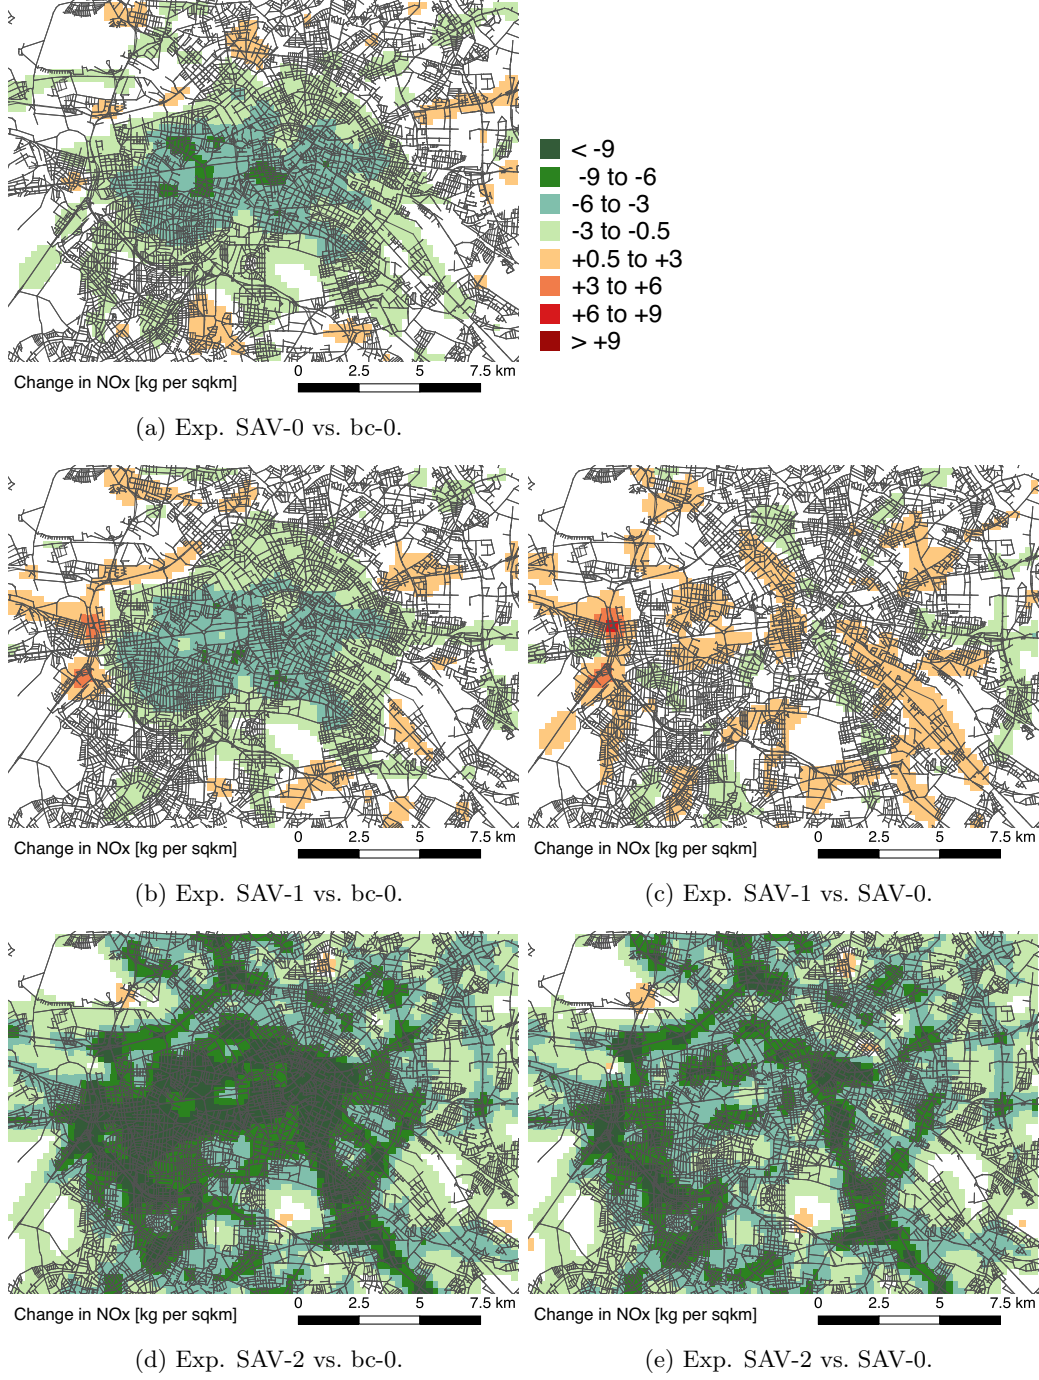 < -9
-9 to -6
-6 to -3
-3 to -0.5
+0.5 to +3
+3 to +6
+6 to +9
> +9
Change in NOx [kg per sqkm]
0 2.5 5 7.5 km
(a) Exp. SAV-0 vs. bc-0.
Change in NOx [kg per sqkm]
0 2.5 5 7.5 km
Change in NOx [kg per sqkm]
0 2.5 5 7.5 km
(b) Exp. SAV-1 vs. bc-0.
(c) Exp. SAV-1 vs. SAV-0.
Change in NOx [kg per sqkm]
0 2.5 5 7.5 km
Change in NOx [kg per sqkm]
0 2.5 5 7.5 km
(d) Exp. SAV-2 vs. bc-0.
(e) Exp. SAV-2 vs. SAV-0.